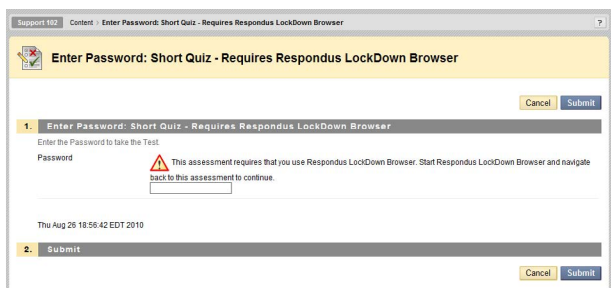 Support 102 Content > Enter Password: Short Quiz - Requires Respondus LockDown Browser ?
Enter Password: Short Quiz - Requires Respondus LockDown Browser
Cancel Submit
1. Enter Password: Short Quiz - Requires Respondus LockDown Browser
Enter the Password to take the Test.
Password
This assessment requires that you use Respondus LockDown Browser. Start Respondus LockDown Browser and navigate
back to this assessment to continue.
Thu Aug 26 18:56:42 EDT 2010
2. Submit
Cancel Submit